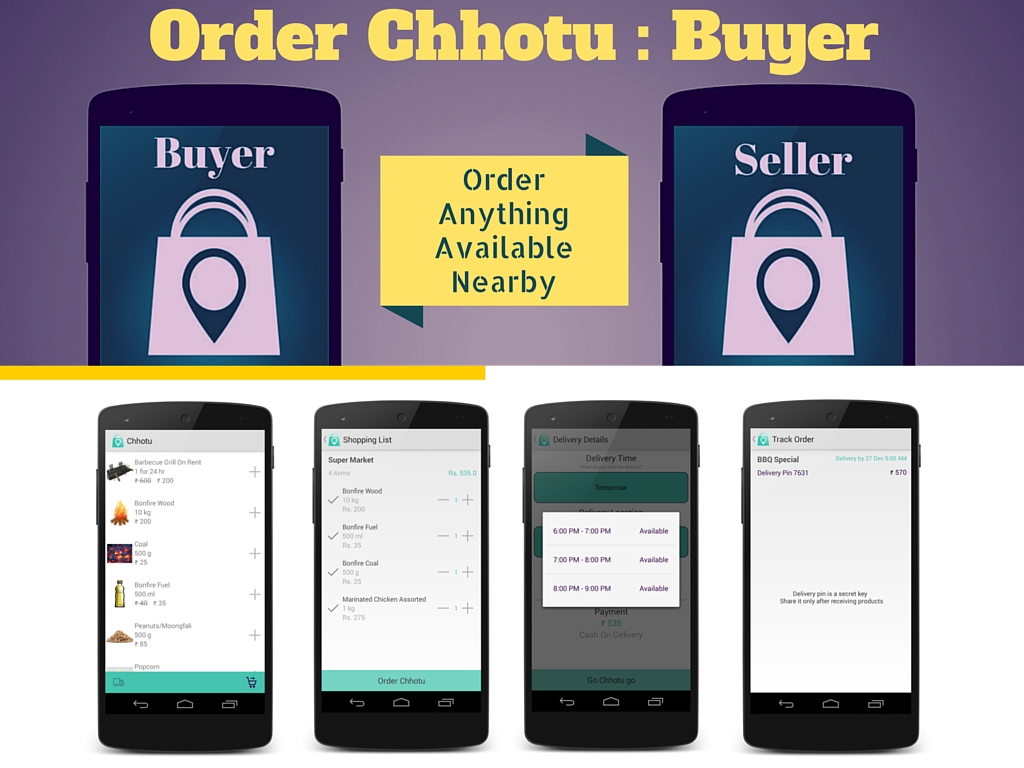 Order Chhotu : Buyer
Buyer
Order
Anything
Available
Nearby
Seller
Chhotu
Barbecue Grill On Rent
1 for 24 hr
₹ 600 ₹ 200
Bonfire Wood
10 kg
₹ 200
Coal
500 g
₹ 25
Bonfire Fuel
500 ml
₹ 40 ₹ 35
Peanuts/Moongfali
500 g
₹ 85
Popcorn
Shopping List
Super Market
4 items Rs. 535.0
Bonfire Wood
10 kg
Rs. 200
1
Bonfire Fuel
500 ml
Rs. 35
1
Bonfire Coal
500 g
Rs. 25
1
Marinated Chicken Assorted
1 kg
Rs. 275
1
Order Chhotu
Delivery Details
Delivery Time
Tomorrow
Delivery Location
6:00 PM - 7:00 PM Available
7:00 PM - 8:00 PM Available
8:00 PM - 9:00 PM Available
Payment
₹ 535
Cash On Delivery
Go Chhotu go
Track Order
BBQ Special Delivery by 27 Dec 9:00 AM
Delivery Pin 7631 ₹ 570
Delivery pin is a secret key
Share it only after receiving products